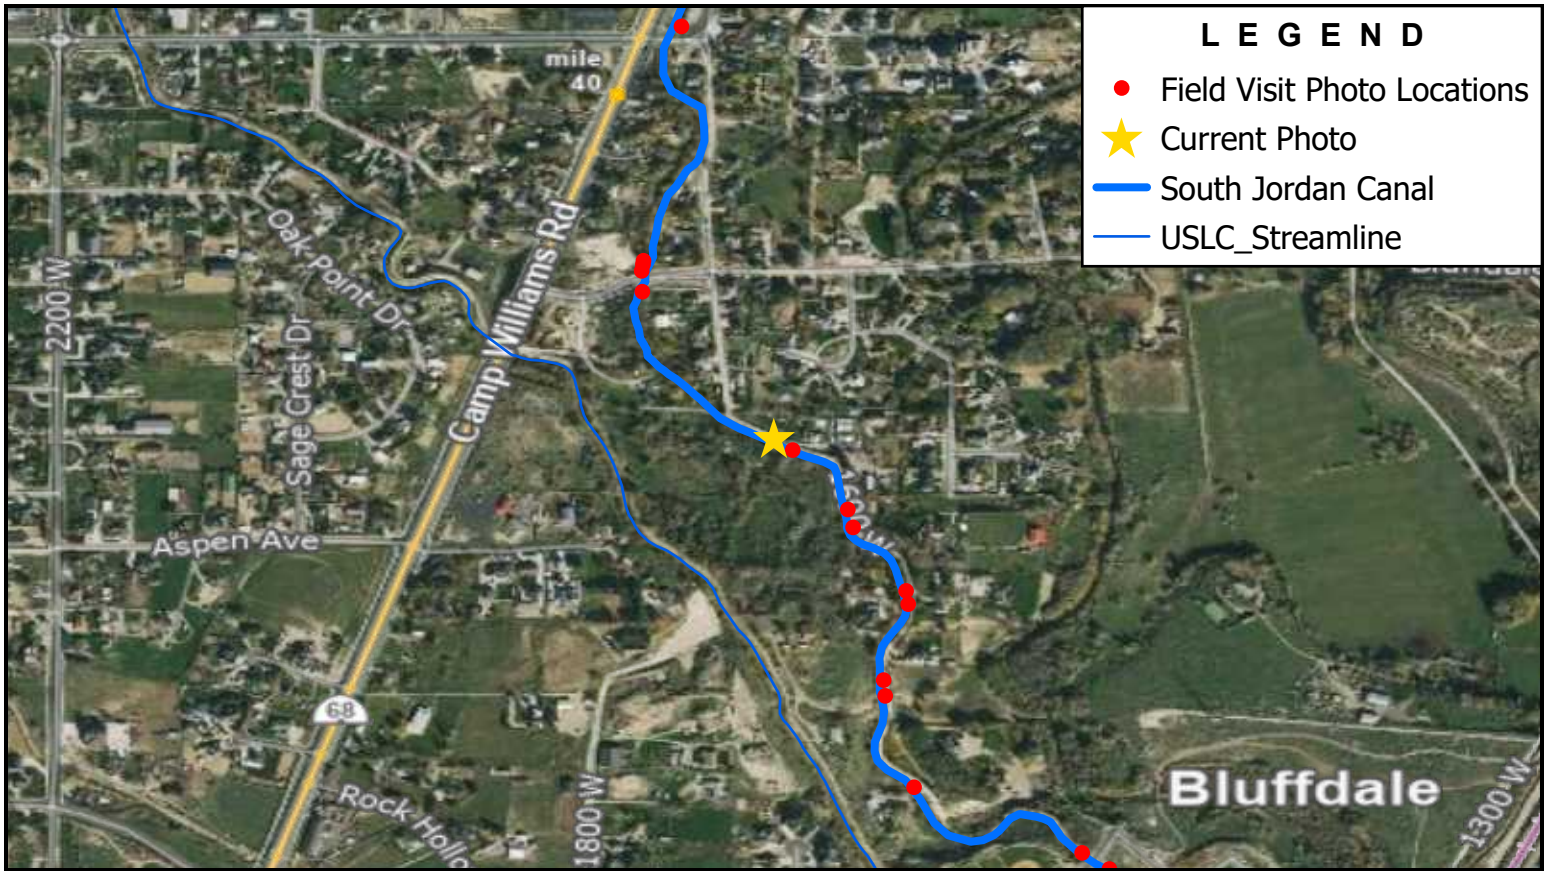 LEGEND
Field Visit Photo Locations
Current Photo
South Jordan Canal
USLC_Streamline
mile
40
Oak Point Dr
Camp Williams Rd
2200 W
Sage Crest Dr
Aspen Ave
68
Rock Hollo
1800 W
Bluffdale
1300 W